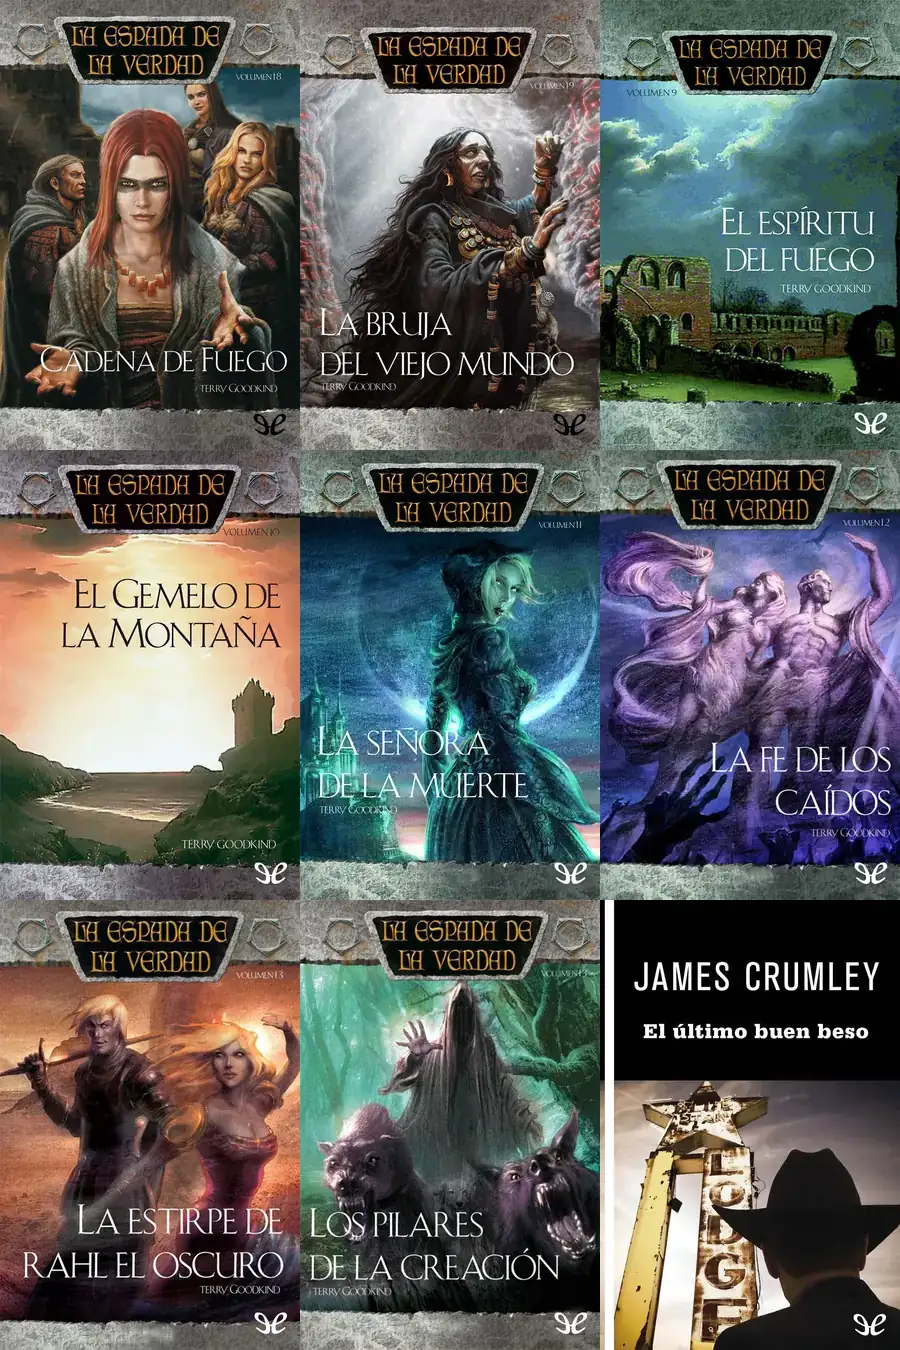 LA ESPADA DE
LA VERDAD
VOLUMEN 18
CADENA DE FUEGO
TERRY GOODKIND
LA ESPADA DE
LA VERDAD
VOLUMEN 19
LA BRUJA
DEL VIEJO MUNDO
TERRY GOODKIND
LA ESPADA DE
LA VERDAD
VOLUMEN 9
EL ESPÍRITU
DEL FUEGO
TERRY GOODKIND
LA ESPADA DE
LA VERDAD
VOLUMEN 10
EL GEMELO DE
LA MONTAÑA
TERRY GOODKIND
LA ESPADA DE
LA VERDAD
VOLUMEN 11
LA SEÑORA
DE LA MUERTE
TERRY GOODKIND
LA ESPADA DE
LA VERDAD
VOLUMEN 12
LA FE DE LOS
CAÍDOS
TERRY GOODKIND
LA ESPADA DE
LA VERDAD
VOLUMEN 13
LA ESTIRPE DE
RAHL EL OSCURO
TERRY GOODKIND
LA ESPADA DE
LA VERDAD
VOLUMEN
LOS PILARES
DE LA CREACIÓN
TERRY GOODKIND
JAMES CRUMLEY
El último buen beso
LODGE